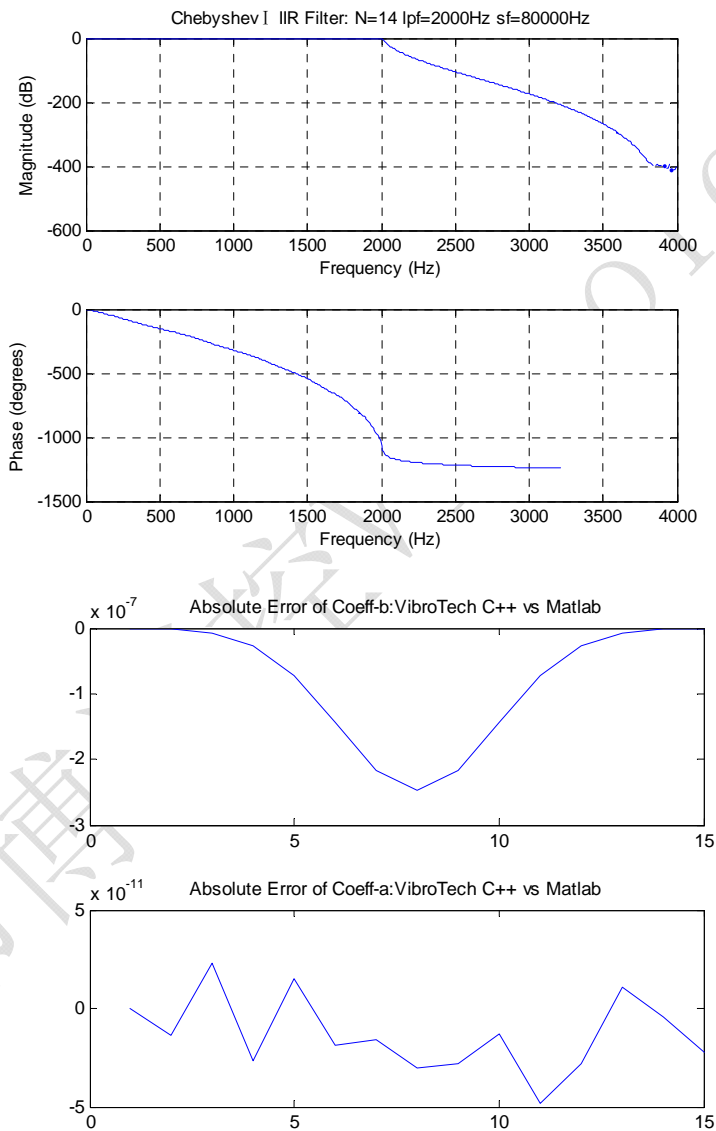 Chebyshev I IIR Filter: N=14 lpf=2000Hz sf=80000Hz
0
-200
-400
-600
Magnitude (dB)
0 500 1000 1500 2000 2500 3000 3500 4000
Frequency (Hz)
0
-500
-1000
-1500
Phase (degrees)
0 500 1000 1500 2000 2500 3000 3500 4000
Frequency (Hz)
x 10^-7
Absolute Error of Coeff-b:VibroTech C++ vs Matlab
0
-1
-2
-3
0 5 10 15
x 10^-11
Absolute Error of Coeff-a:VibroTech C++ vs Matlab
5
0
-5
0 5 10 15
博
控